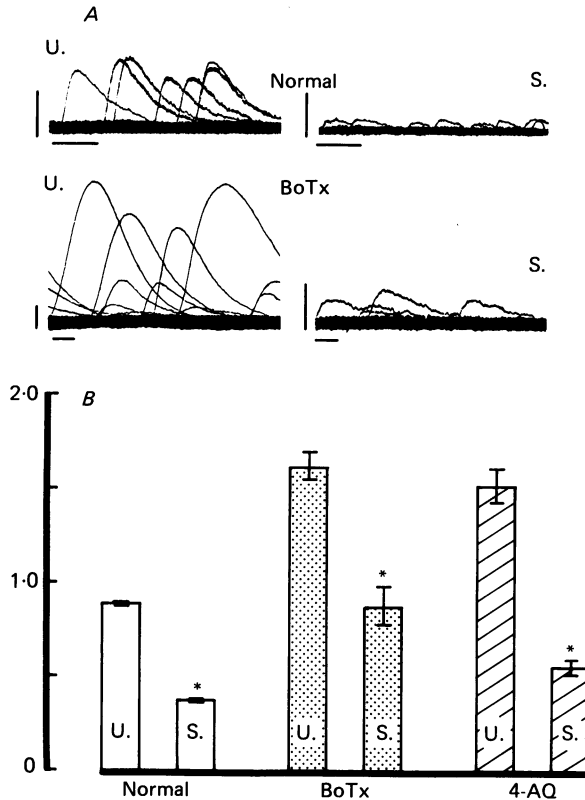 A
U.
Normal
S.
U.
BoTx
S.
2·0
B
1·0
*
*
*
U.
S.
U.
S.
U.
S.
0
Normal
BoTx
4-AQ